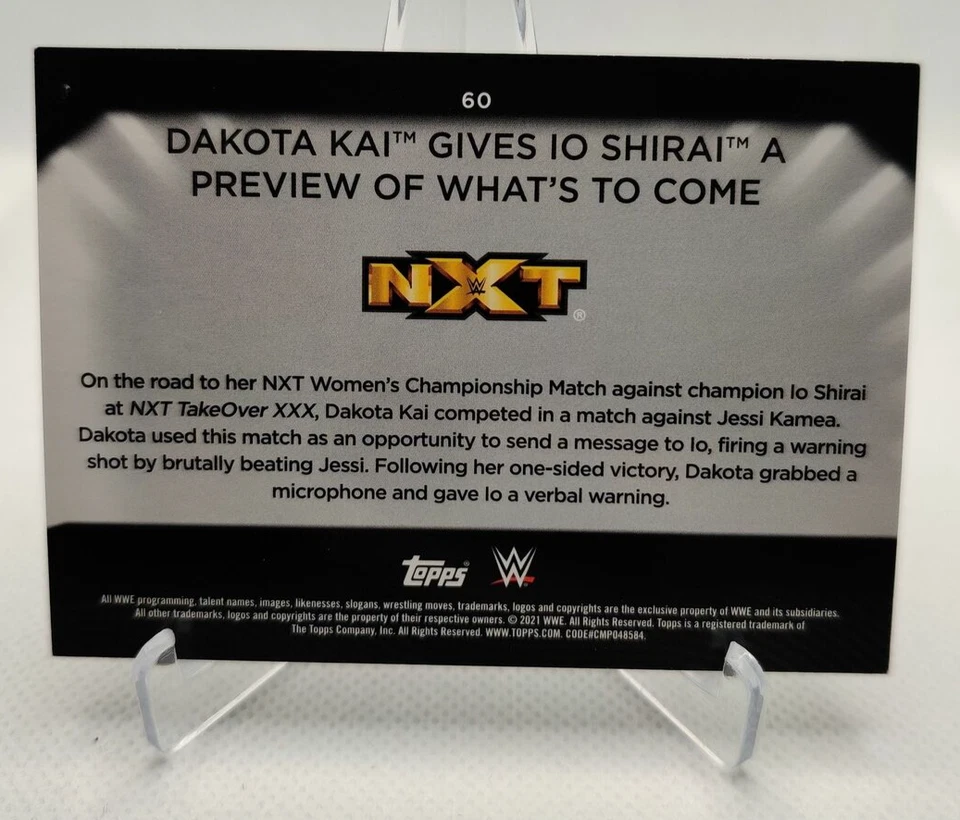 60
DAKOTA KAI™ GIVES IO SHIRAI™ A
PREVIEW OF WHAT'S TO COME
NXT®
On the road to her NXT Women's Championship Match against champion Io Shirai
at NXT TakeOver XXX, Dakota Kai competed in a match against Jessi Kamea.
Dakota used this match as an opportunity to send a message to Io, firing a warning
shot by brutally beating Jessi. Following her one-sided victory, Dakota grabbed a
microphone and gave Io a verbal warning.
Topps® W®
All WWE programming, talent names, images, likenesses, slogans, wrestling moves, trademarks, logos and copyrights are the exclusive property of WWE and its subsidiaries.
All other trademarks, logos and copyrights are the property of their respective owners. © 2021 WWE. All Rights Reserved. Topps is a registered trademark of
The Topps Company, Inc. All Rights Reserved. WWW.TOPPS.COM. CODE#CMP048584.